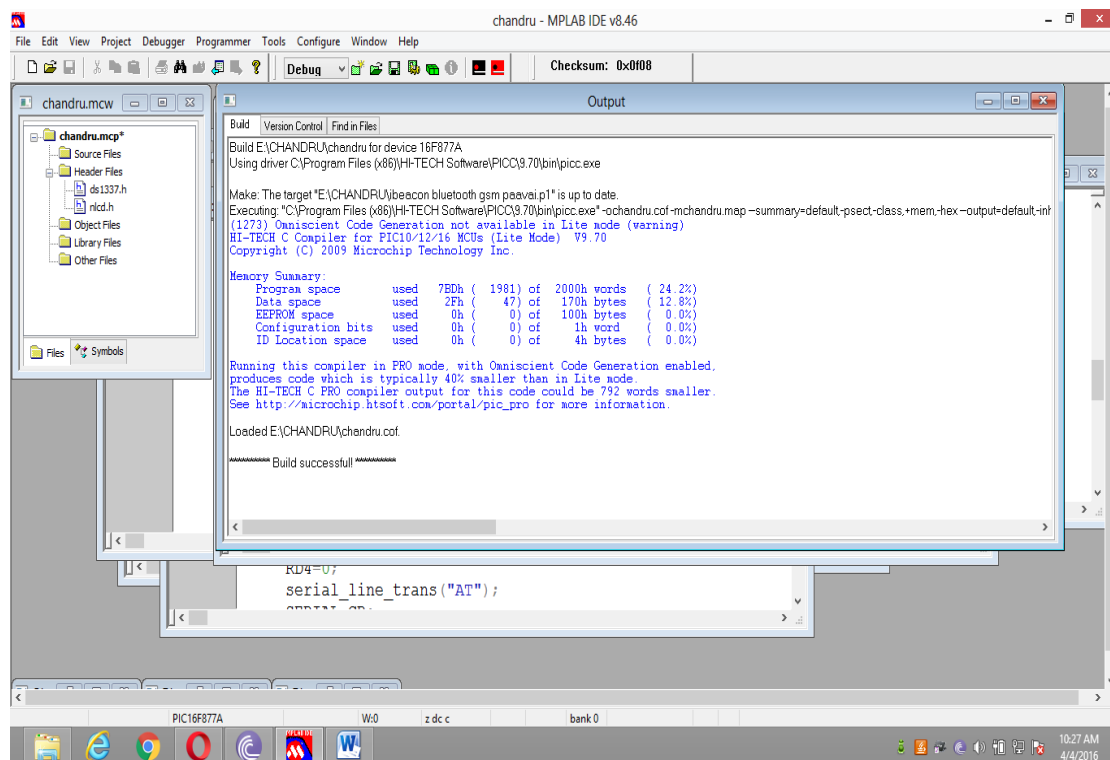 chandru - MPLAB IDE v8.46
File Edit View Project Debugger Programmer Tools Configure Window Help
Debug Checksum: 0x0f08
chandru.mcw
chandru.mcp*
Source Files
Header Files
ds1337.h
nlcd.h
Object Files
Library Files
Other Files
Files Symbols
Output
Build Version Control Find in Files
Build E:\CHANDRU\chandru for device 16F877A
Using driver C:\Program Files (x86)\HI-TECH Software\PICC\9.70\bin\picc.exe
Make: The target "E:\CHANDRU\ibeacon bluetooth gsm paavai.p1" is up to date.
Executing: "C:\Program Files (x86)\HI-TECH Software\PICC\9.70\bin\picc.exe" -ochandru.cof -mchandru.map --summary=default,-psect,-class,+mem,-hex --output=default,-inh
(1273) Omniscient Code Generation not available in Lite mode (warning)
HI-TECH C Compiler for PIC10/12/16 MCUs (Lite Mode) V9.70
Copyright (C) 2009 Microchip Technology Inc.
Memory Summary:
Program space used 7BDh ( 1981) of 2000h words ( 24.2%)
Data space used 2Fh ( 47) of 170h bytes ( 12.8%)
EEPROM space used 0h ( 0) of 100h bytes ( 0.0%)
Configuration bits used 0h ( 0) of 1h word ( 0.0%)
ID Location space used 0h ( 0) of 4h bytes ( 0.0%)
Running this compiler in PRO mode, with Omniscient Code Generation enabled,
produces code which is typically 40% smaller than in Lite mode.
The HI-TECH C PRO compiler output for this code could be 792 words smaller.
See http://microchip.htsoft.com/portal/pic_pro for more information.
Loaded E:\CHANDRU\chandru.cof.
********** Build successful! **********
RD4=0;
serial_line_trans("AT");
PIC16F877A W:0 z dc c bank 0
10:27 AM
4/4/2016